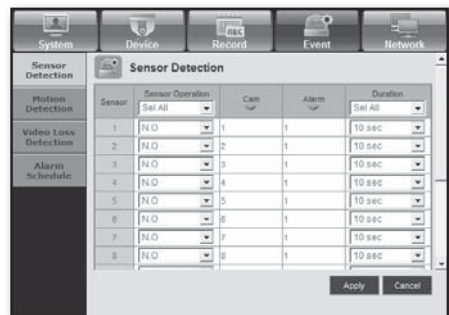 REC
System Device Record Event Network
Sensor Detection
Motion Detection
Video Loss Detection
Alarm Schedule
Sensor Detection
Sensor Sensor Operation Cam Alarm Duration
Sel All Sel All
1 N.O 1 1 10 sec
2 N.O 2 1 10 sec
3 N.O 3 1 10 sec
4 N.O 4 1 10 sec
5 N.O 5 1 10 sec
6 N.O 6 1 10 sec
7 N.O 7 1 10 sec
8 N.O 8 1 10 sec
Apply Cancel